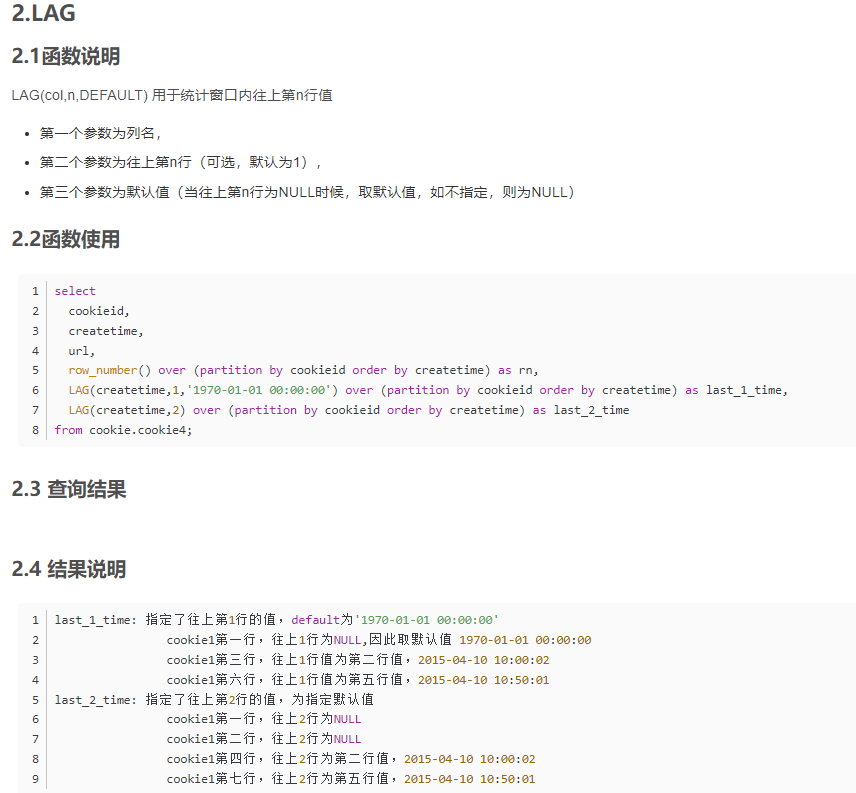 2.LAG
2.1函数说明
LAG(col,n,DEFAULT) 用于统计窗口内往上第n行值
• 第一个参数为列名，
• 第二个参数为往上第n行（可选，默认为1），
• 第三个参数为默认值（当往上第n行为NULL时候，取默认值，如不指定，则为NULL）
2.2函数使用
1 select
2 cookieid,
3 createtime,
4 url,
5 row_number() over (partition by cookieid order by createtime) as rn,
6 LAG(createtime,1,'1970-01-01 00:00:00') over (partition by cookieid order by createtime) as last_1_time,
7 LAG(createtime,2) over (partition by cookieid order by createtime) as last_2_time
8 from cookie.cookie4;
2.3 查询结果
2.4 结果说明
1 last_1_time: 指定了往上第1行的值，default为'1970-01-01 00:00:00'
2 cookie1第一行，往上1行为NULL,因此取默认值 1970-01-01 00:00:00
3 cookie1第三行，往上1行值为第二行值，2015-04-10 10:00:02
4 cookie1第六行，往上1行值为第五行值，2015-04-10 10:50:01
5 last_2_time: 指定了往上第2行的值，为指定默认值
6 cookie1第一行，往上2行为NULL
7 cookie1第二行，往上2行为NULL
8 cookie1第四行，往上2行为第二行值，2015-04-10 10:00:02
9 cookie1第七行，往上2行为第五行值，2015-04-10 10:50:01